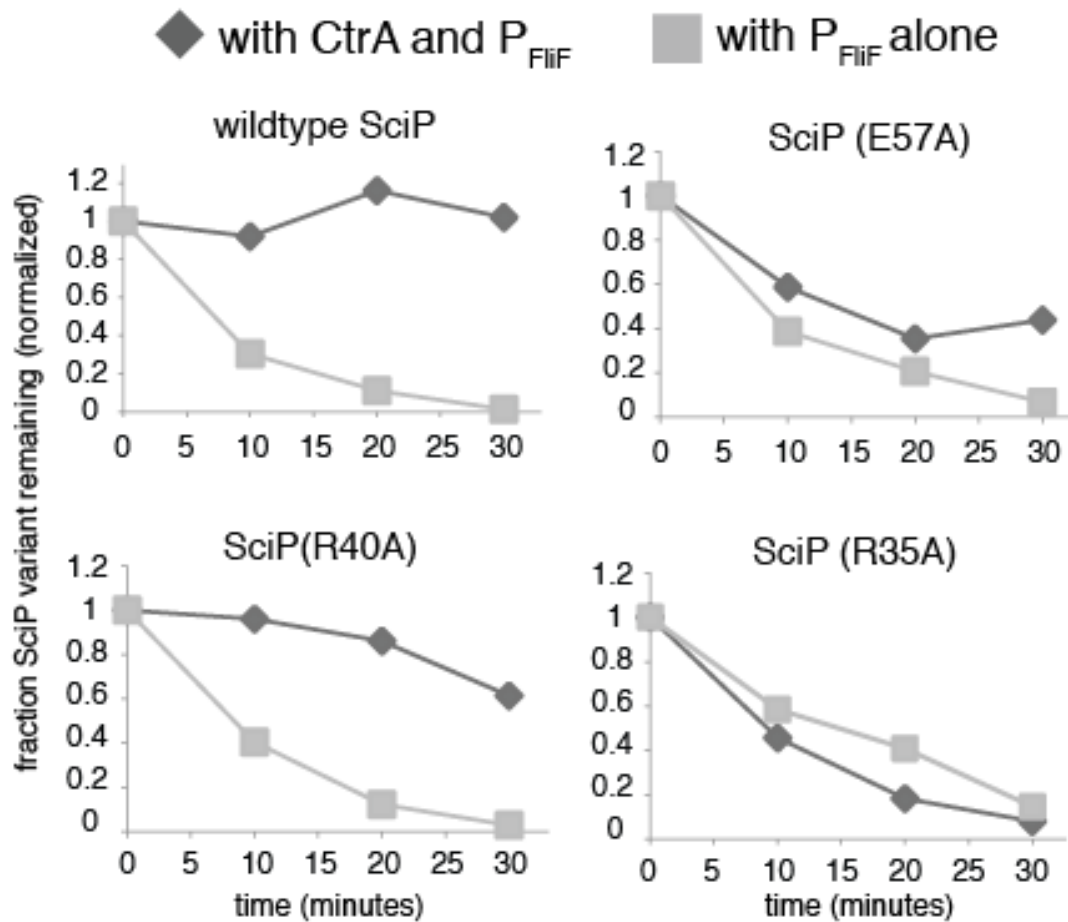 with CtrA and P_FliF
with P_FliF alone
fraction SciP variant remaining (normalized)
wildtype SciP
1.2
1
0.8
0.6
0.4
0.2
0
0 5 10 15 20 25 30
SciP (E57A)
1.2
1
0.8
0.6
0.4
0.2
0
0 5 10 15 20 25 30
SciP(R40A)
1.2
1
0.8
0.6
0.4
0.2
0
0 5 10 15 20 25 30
time (minutes)
SciP (R35A)
1.2
1
0.8
0.6
0.4
0.2
0
0 5 10 15 20 25 30
time (minutes)